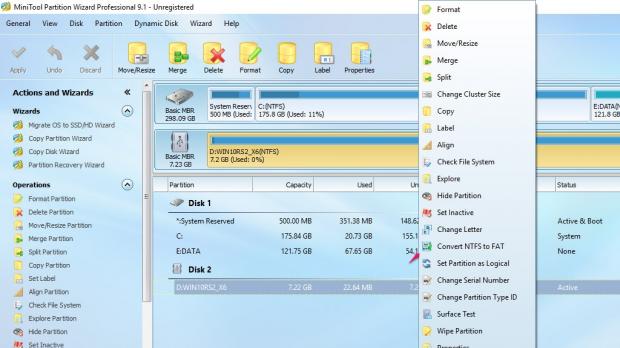 MiniTool Partition Wizard Professional 9.1 - Unregistered
General View Disk Partition Dynamic Disk Wizard Help
Apply Undo Discard Move/Resize Merge Delete Format Copy Label Properties
Actions and Wizards
Wizards
Migrate OS to SSD/HD Wizard
Copy Partition Wizard
Copy Disk Wizard
Partition Recovery Wizard
Operations
Format Partition
Delete Partition
Move/Resize Partition
Merge Partition
Split Partition
Copy Partition
Set Label
Align Partition
Check File System
Explore Partition
Hide Partition
Set Inactive
Basic MBR
298.09 GB
System Reserv
500 MB (Used:
C:(NTFS)
175.8 GB (Used: 11%)
E:DATA(N
121.8 GB
Basic MBR
7.23 GB
D:WIN10RS2_X6(NTFS)
7.2 GB (Used: 0%)
Partition Capacity Used Un Status
Disk 1
*:System Reserved 500.00 MB 351.38 MB 148.62 Active & Boot
C: 175.84 GB 20.73 GB 155.1 System
E:DATA 121.75 GB 67.65 GB 54.1 None
Disk 2
D:WIN10RS2_X6 7.22 GB 22.64 MB 7.2 Active
Format
Delete
Move/Resize
Merge
Split
Change Cluster Size
Copy
Label
Align
Check File System
Explore
Hide Partition
Set Inactive
Change Letter
Convert NTFS to FAT
Set Partition as Logical
Change Serial Number
Change Partition Type ID
Surface Test
Wipe Partition
Properties